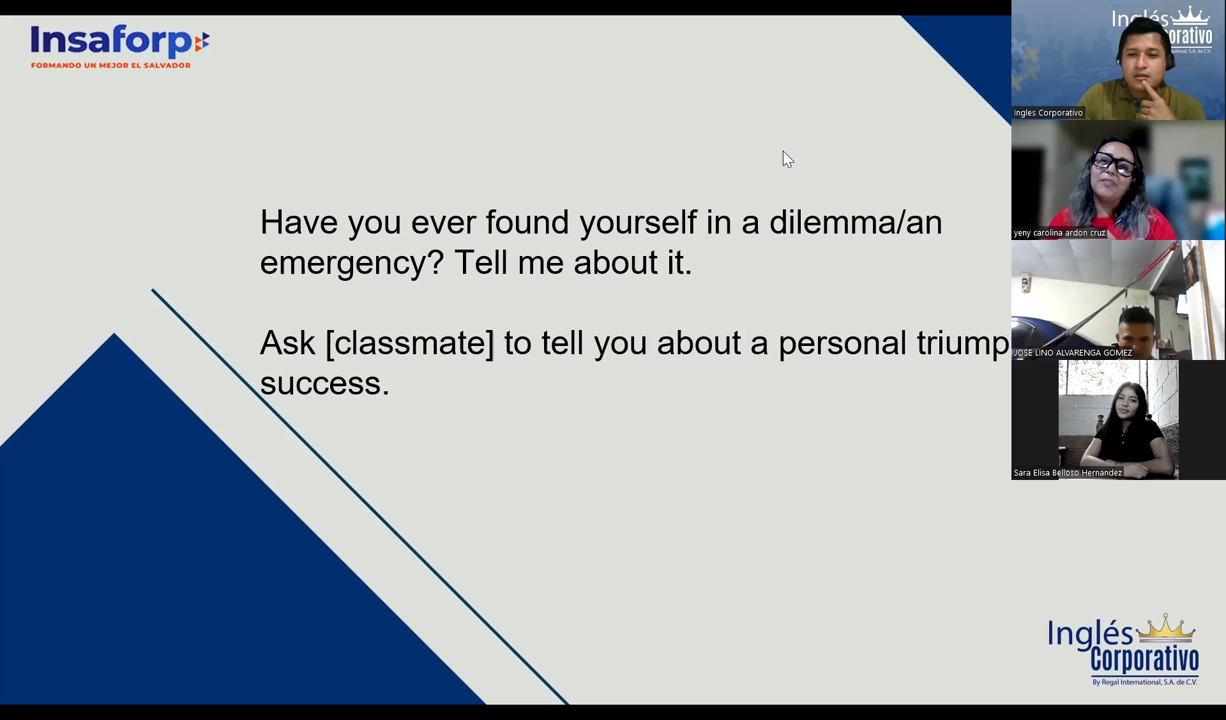 Insaforp
FORMANDO UN MEJOR EL SALVADOR
Have you ever found yourself in a dilemma/an
emergency? Tell me about it.
Ask [classmate] to tell you about a personal triump
success.
Inglés
Ingles Corporativo
yeny carolina ardon cruz
JOSE LINO ALVARENGA GOMEZ
Sara Elisa Belloso Hernandez
Inglés
Corporativo
By Regal International, S.A. de C.V.